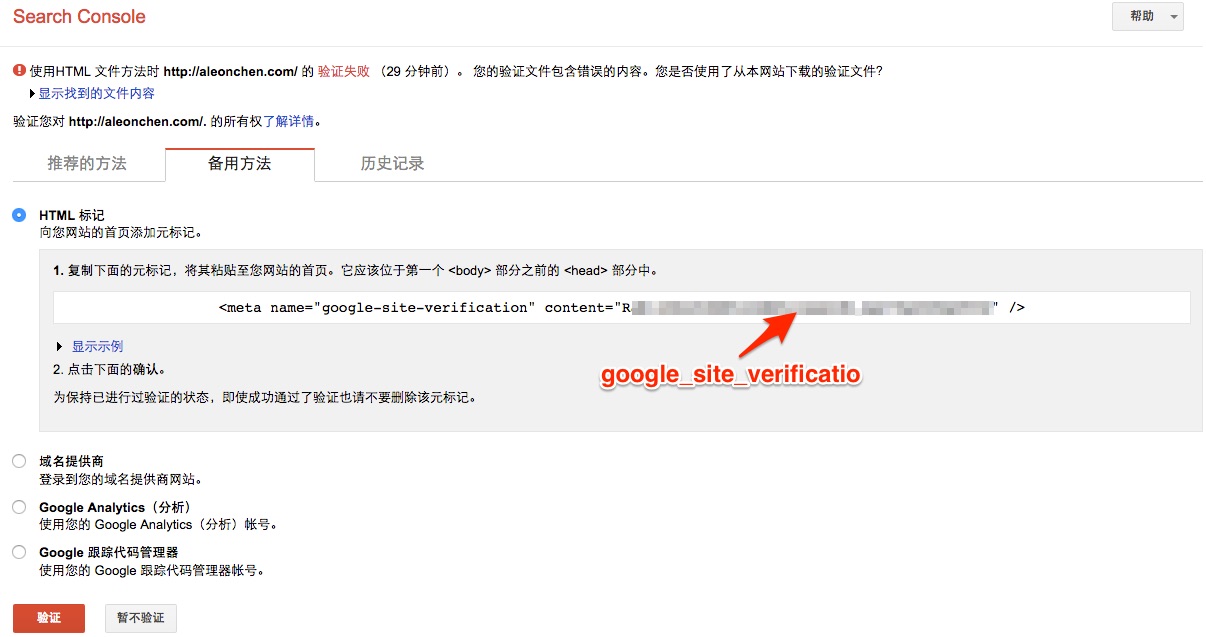 Search Console
帮助
使用HTML 文件方法时 http://aleonchen.com/ 的 验证失败 （29 分钟前）。 您的验证文件包含错误的内容。您是否使用了从本网站下载的验证文件?
显示找到的文件内容
验证您对 http://aleonchen.com/. 的所有权了解详情。
推荐的方法 备用方法 历史记录
HTML 标记
向您网站的首页添加元标记。
1. 复制下面的元标记，将其粘贴至您网站的首页。它应该位于第一个 <body> 部分之前的 <head> 部分中。
<meta name="google-site-verification" content="R " />
显示示例
google_site_verificatio
2. 点击下面的确认。
为保持已进行过验证的状态，即使成功通过了验证也请不要删除该元标记。
域名提供商
登录到您的域名提供商网站。
Google Analytics（分析）
使用您的 Google Analytics（分析）帐号。
Google 跟踪代码管理器
使用您的 Google 跟踪代码管理器帐号。
验证 暂不验证